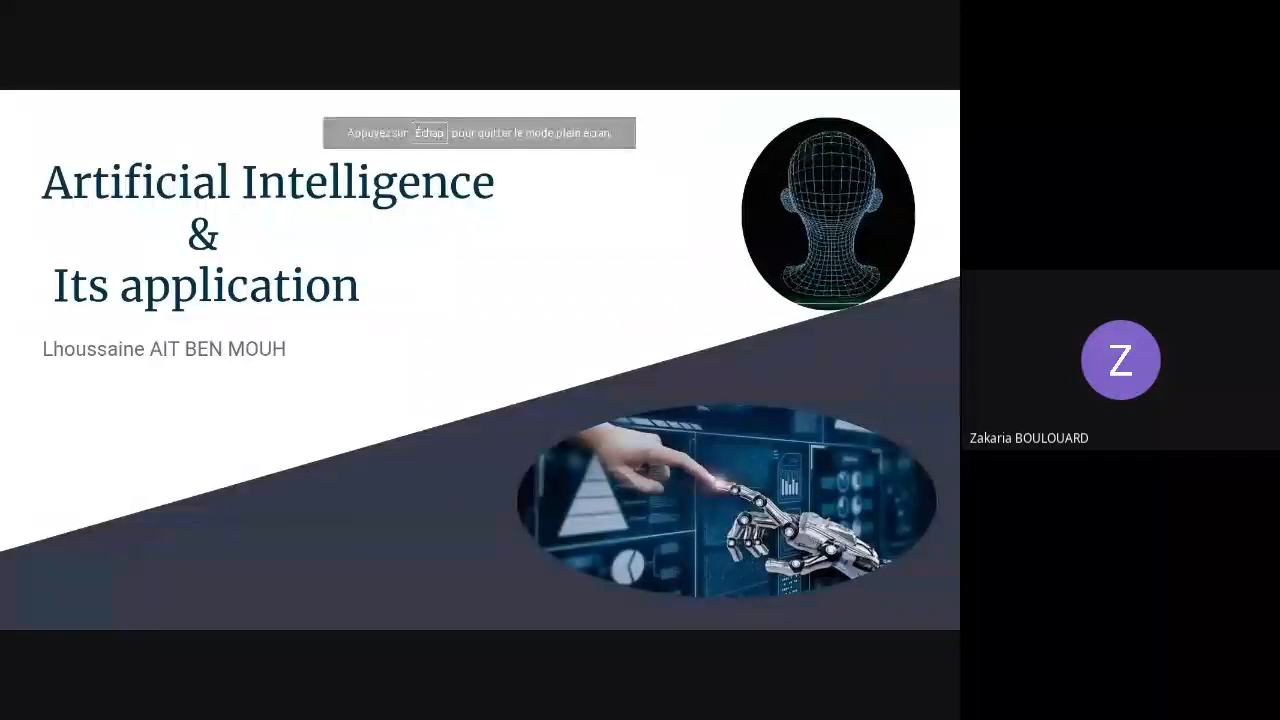 Appuyez sur Échap pour quitter le mode plein écran.
Artificial Intelligence
&
Its application
Lhoussaine AIT BEN MOUH
Z
Zakaria BOULOUARD